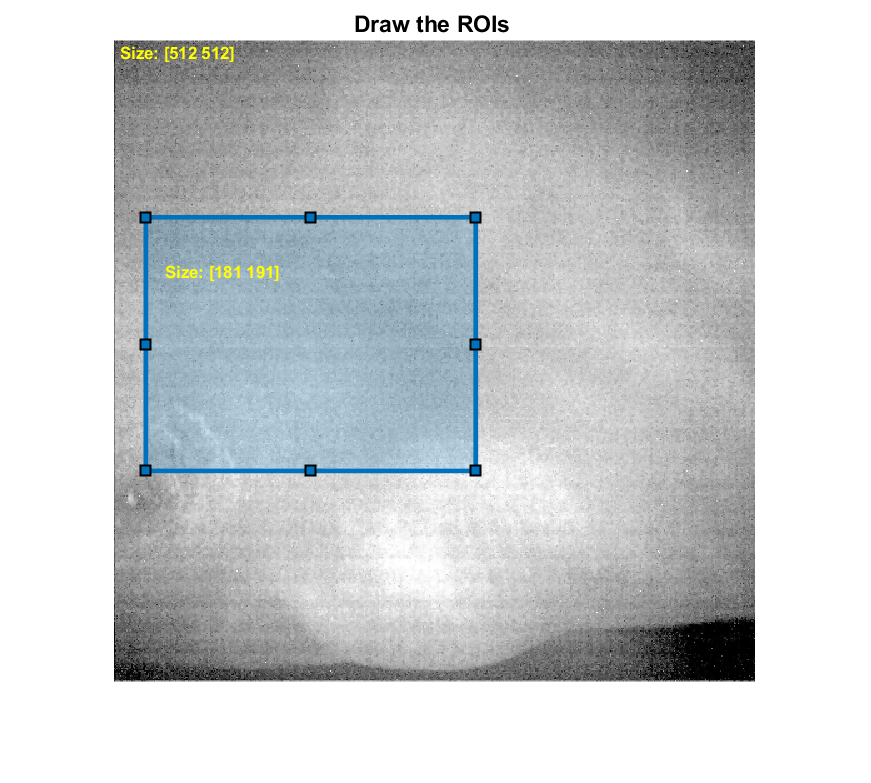 Draw the ROIs
Size: [512 512]
Size: [181 191]